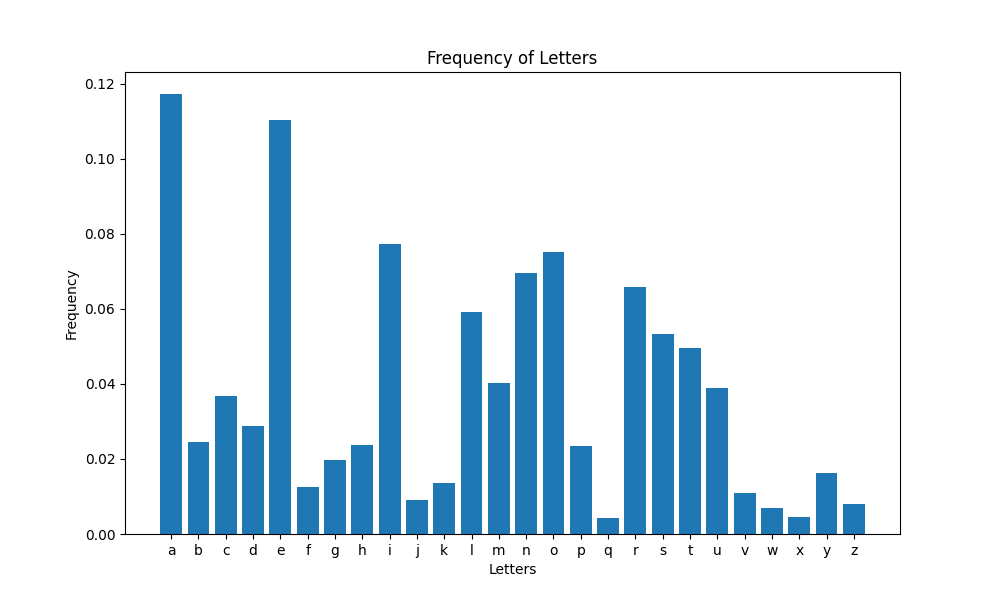 Frequency of Letters
0.12
0.10
0.08
0.06
0.04
0.02
0.00
Frequency
a b c d e f g h i j k l m n o p q r s t u v w x y z
Letters